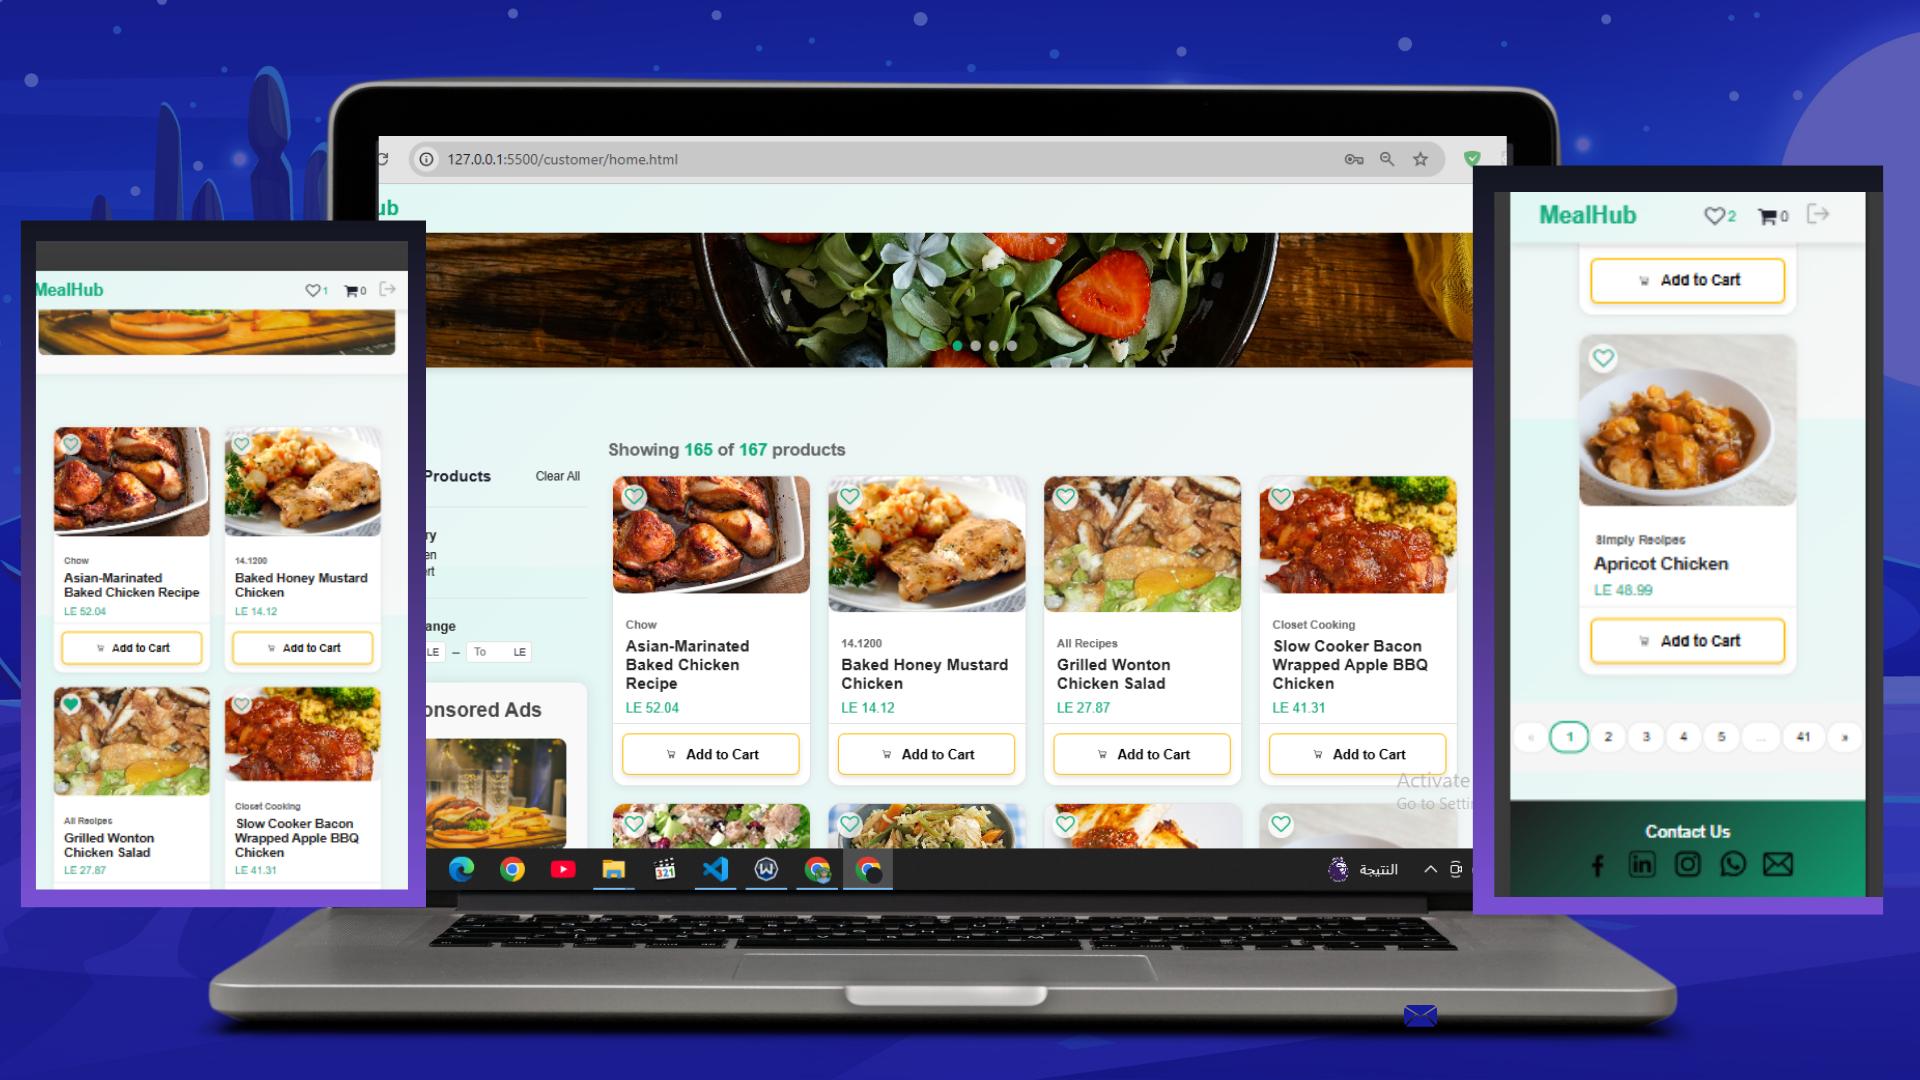 127.0.0.1:5500/customer/home.html
ub
Products
Clear All
ry
en
rt
ange
LE – To LE
onsored Ads
Showing 165 of 167 products
Chow
Asian-Marinated
Baked Chicken
Recipe
LE 52.04
Add to Cart
14.1200
Baked Honey Mustard
Chicken
LE 14.12
Add to Cart
All Recipes
Grilled Wonton
Chicken Salad
LE 27.87
Add to Cart
Closet Cooking
Slow Cooker Bacon
Wrapped Apple BBQ
Chicken
LE 41.31
Add to Cart
Activate
Go to Setti
321
النتيجة
MealHub
1
0
Chow
Asian-Marinated
Baked Chicken Recipe
LE 52.04
Add to Cart
14.1200
Baked Honey Mustard
Chicken
LE 14.12
Add to Cart
All Recipes
Grilled Wonton
Chicken Salad
LE 27.87
Closet Cooking
Slow Cooker Bacon
Wrapped Apple BBQ
Chicken
LE 41.31
MealHub
2
0
Add to Cart
Simply Recipes
Apricot Chicken
LE 48.99
Add to Cart
« 1 2 3 4 5 ... 41 »
Contact Us